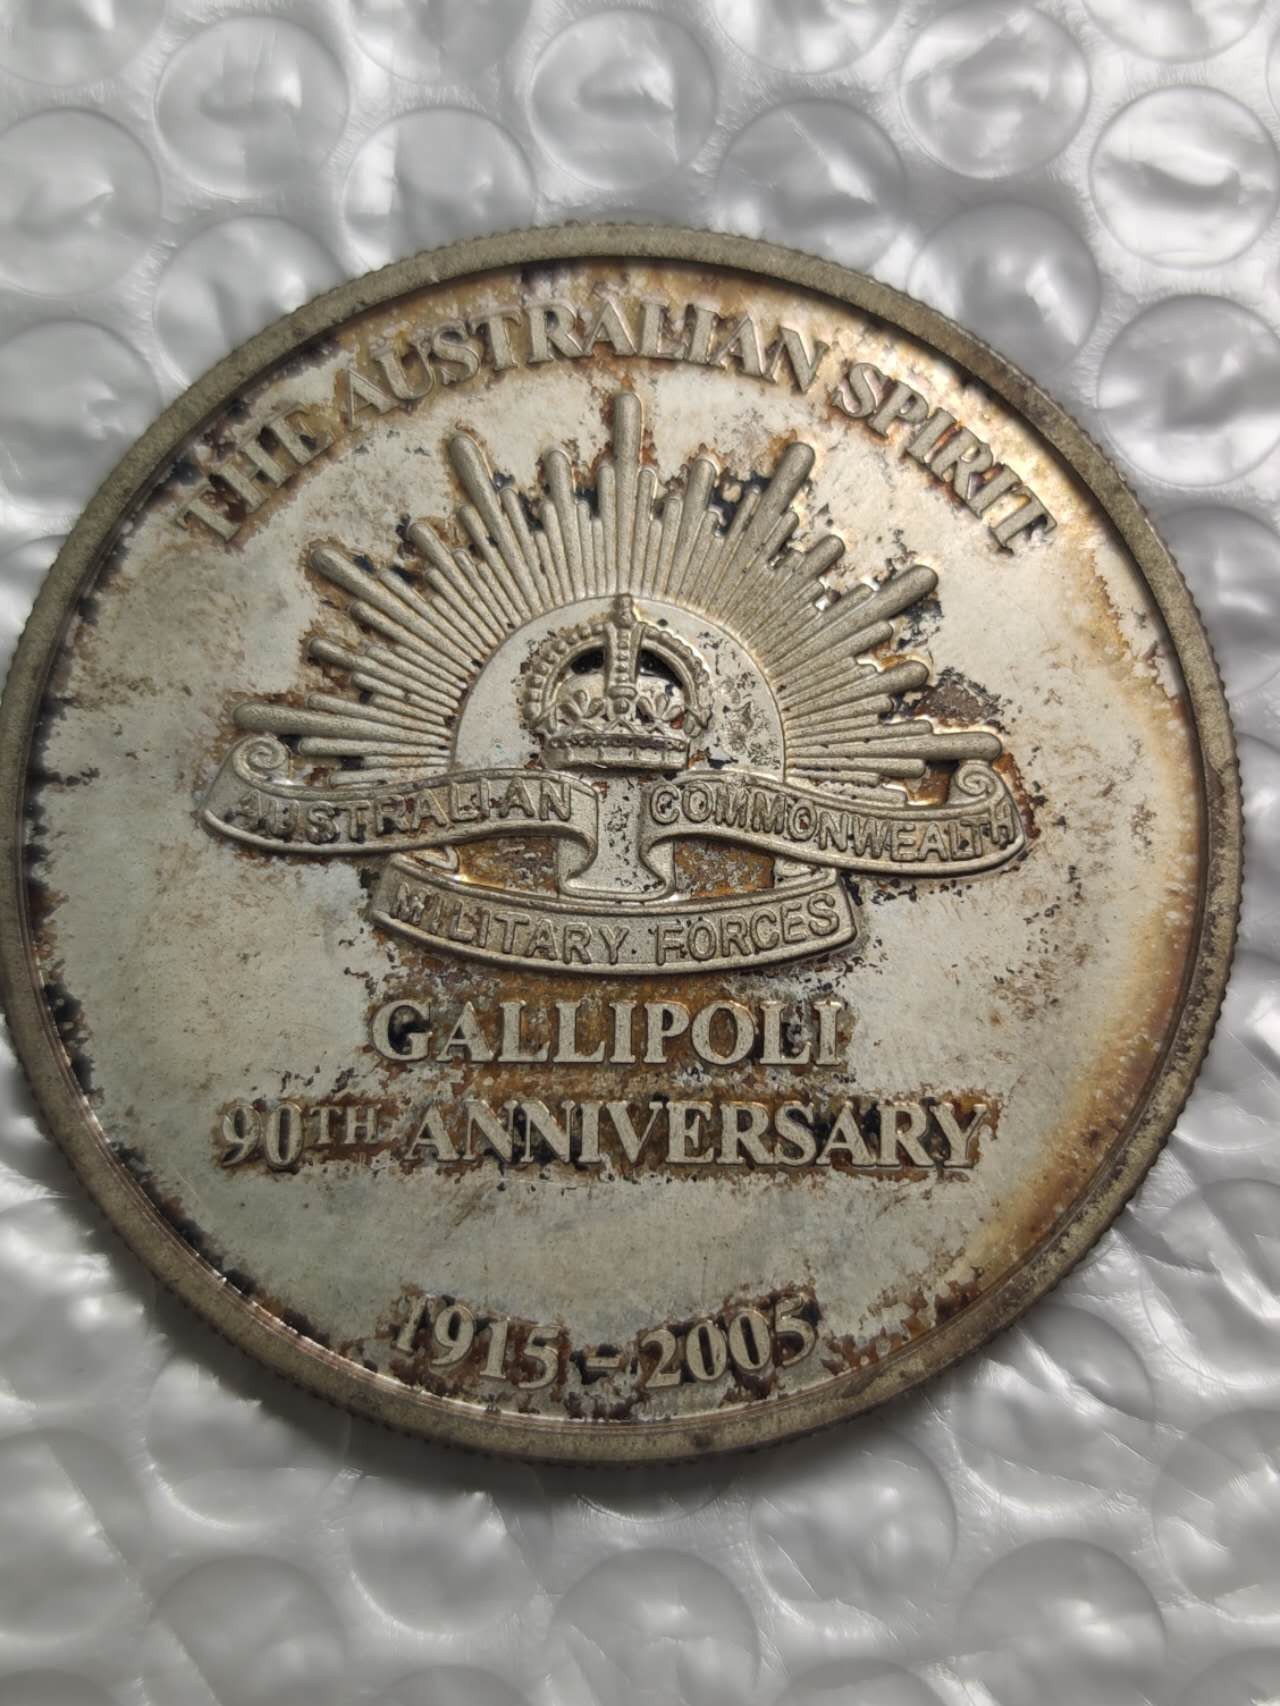 THE AUSTRALIAN SPIRIT
AUSTRALIAN COMMONWEALTH
MILITARY FORCES
GALLIPOLI
90TH ANNIVERSARY
1915 - 2005